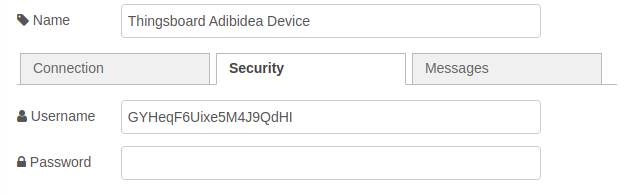 Name Thingsboard Adibidea Device
Connection Security Messages
Username GYHeqF6Uixe5M4J9QdHI
Password